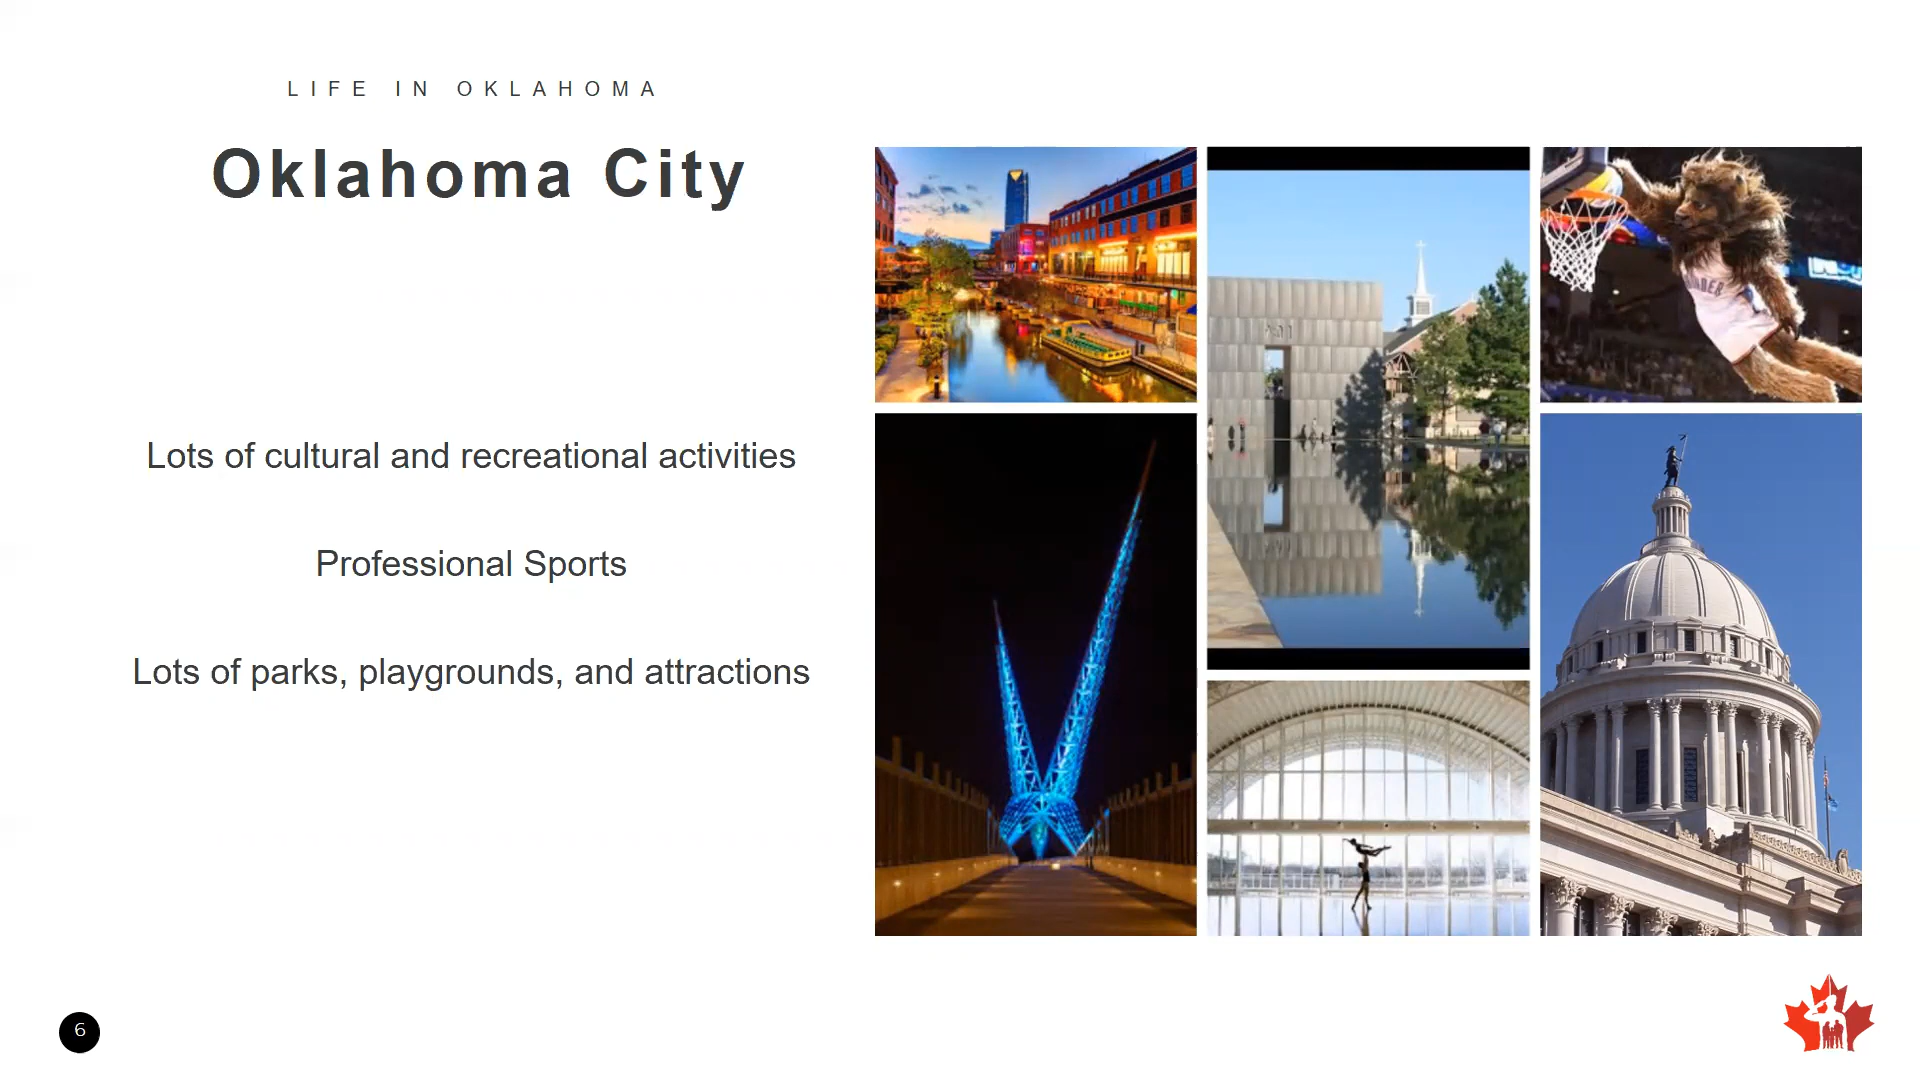 LIFE IN OKLAHOMA
Oklahoma City
Lots of cultural and recreational activities
Professional Sports
Lots of parks, playgrounds, and attractions
6